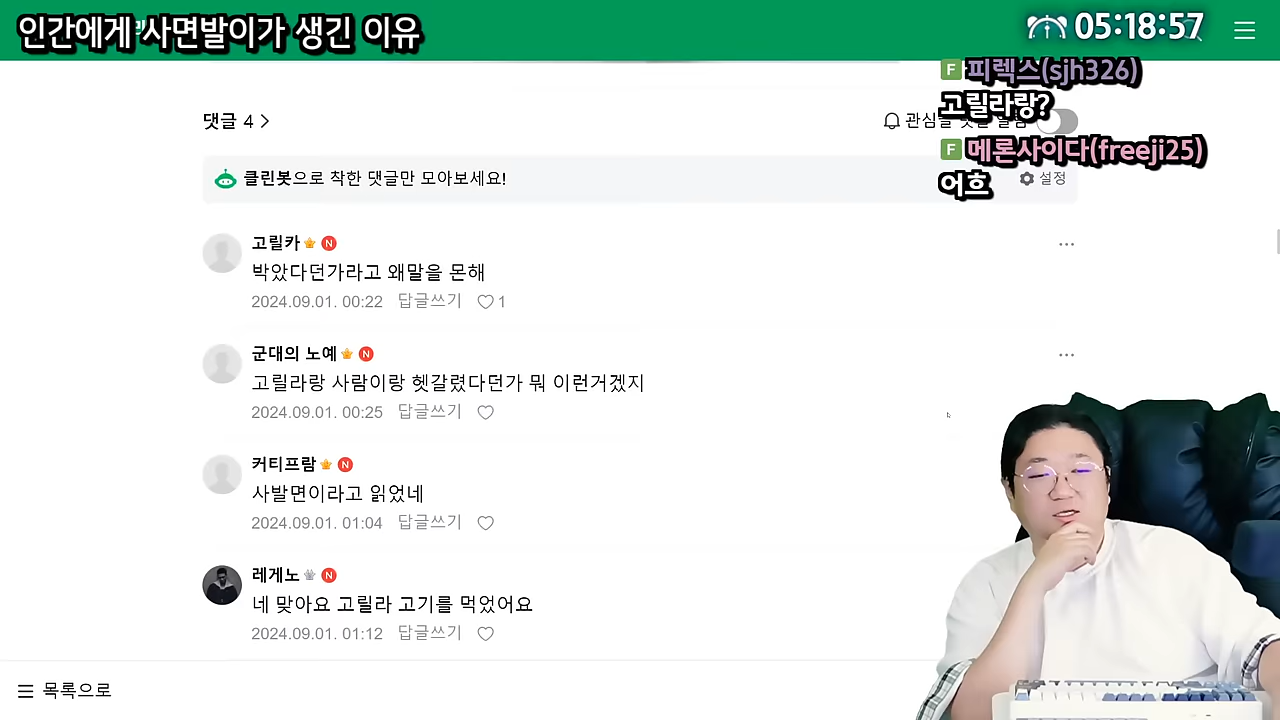 인간에게 사면발이가 생긴 이유
05:18:57
F 피렉스(sjh326)
고릴라랑?
F 메론사이다(freeji25)
어흐
댓글 4
클린봇으로 착한 댓글만 모아보세요!
설정
고릴카 N
박았다던가라고 왜말을 몬해
2024.09.01. 00:22 답글쓰기 1
군대의 노예 N
고릴라랑 사람이랑 헷갈렸다던가 뭐 이런거겠지
2024.09.01. 00:25 답글쓰기
커티프람 N
사발면이라고 읽었네
2024.09.01. 01:04 답글쓰기
레게노 N
네 맞아요 고릴라 고기를 먹었어요
2024.09.01. 01:12 답글쓰기
목록으로